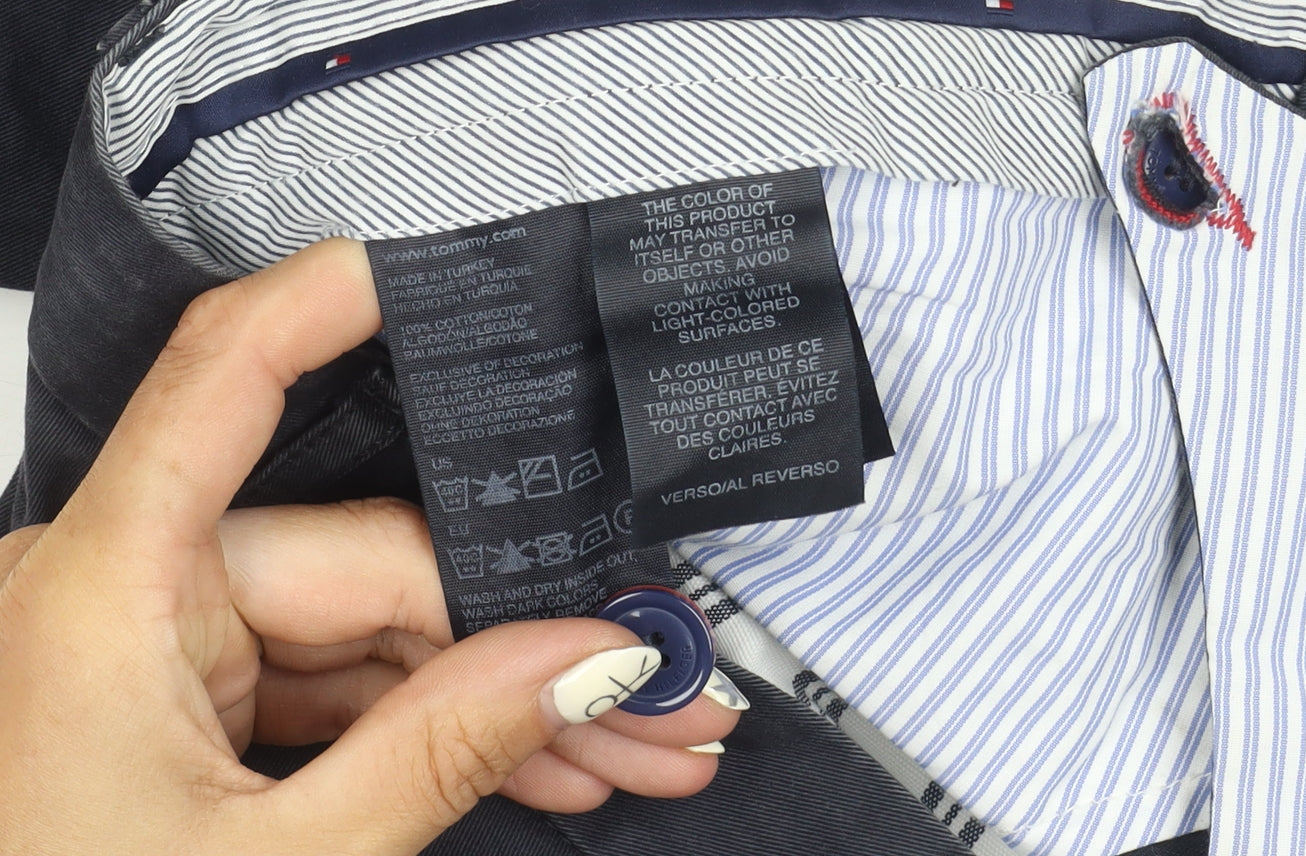 www.tommy.com
MADE IN TURKEY
FABRIQUÉ EN TURQUIE
HECHO EN TURQUIA
100% COTTON/COTON
ALGODÓN/ALGODÃO
BAUMWOLLE/COTONE
EXCLUSIVE OF DECORATION
SAUF DECORATION
EXCLUYE LA DECORACIÓN
EXCLUINDO DECORAÇÃO
OHNE DEKORATION
ECCETTO DECORAZIONE
US
40C
EU
WASH AND DRY INSIDE OUT,
WASH DARK COLORS
REMOVE
THE COLOR OF
THIS PRODUCT
MAY TRANSFER TO
ITSELF OR OTHER
OBJECTS. AVOID
MAKING
CONTACT WITH
LIGHT-COLORED
SURFACES.
LA COULEUR DE CE
PRODUIT PEUT SE
TRANSFÉRER, ÉVITEZ
TOUT CONTACT AVEC
DES COULEURS
CLAIRES.
VERSO/AL REVERSO